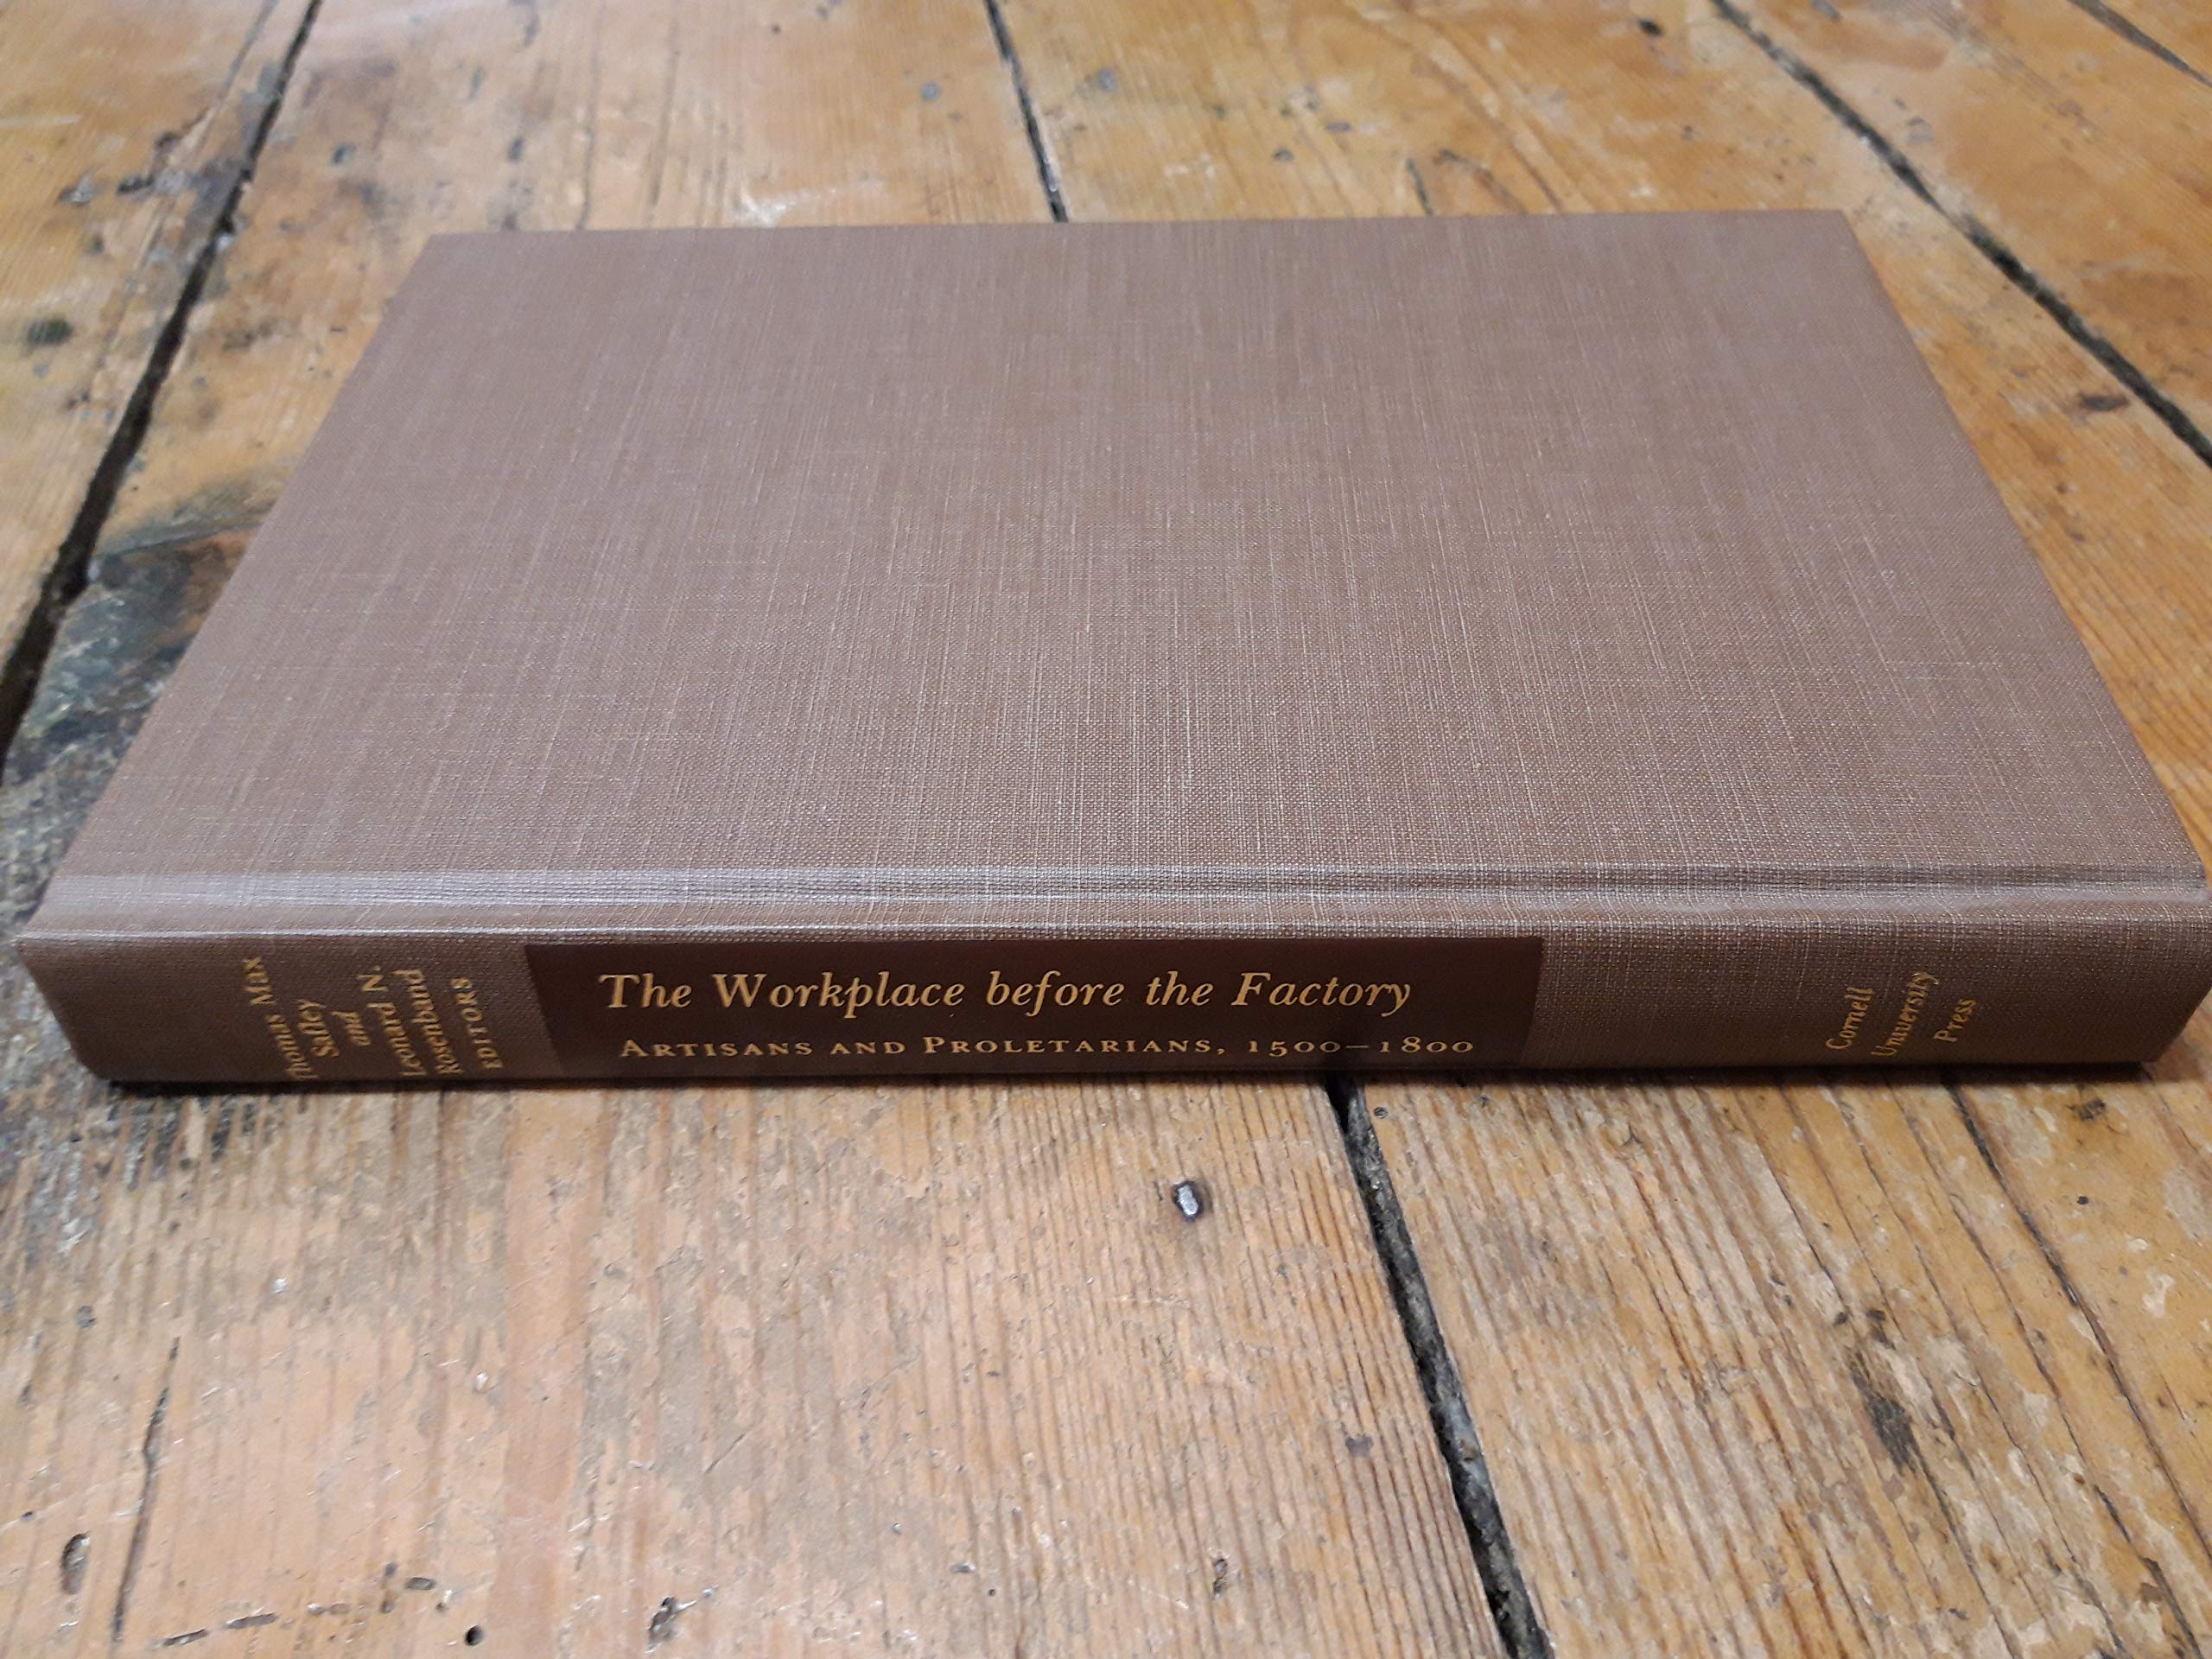 Thomas Max
Safley
and
Leonard N.
Rosenband
EDITORS
The Workplace before the Factory
ARTISANS AND PROLETARIANS, 1500–1800
Cornell
University
Press